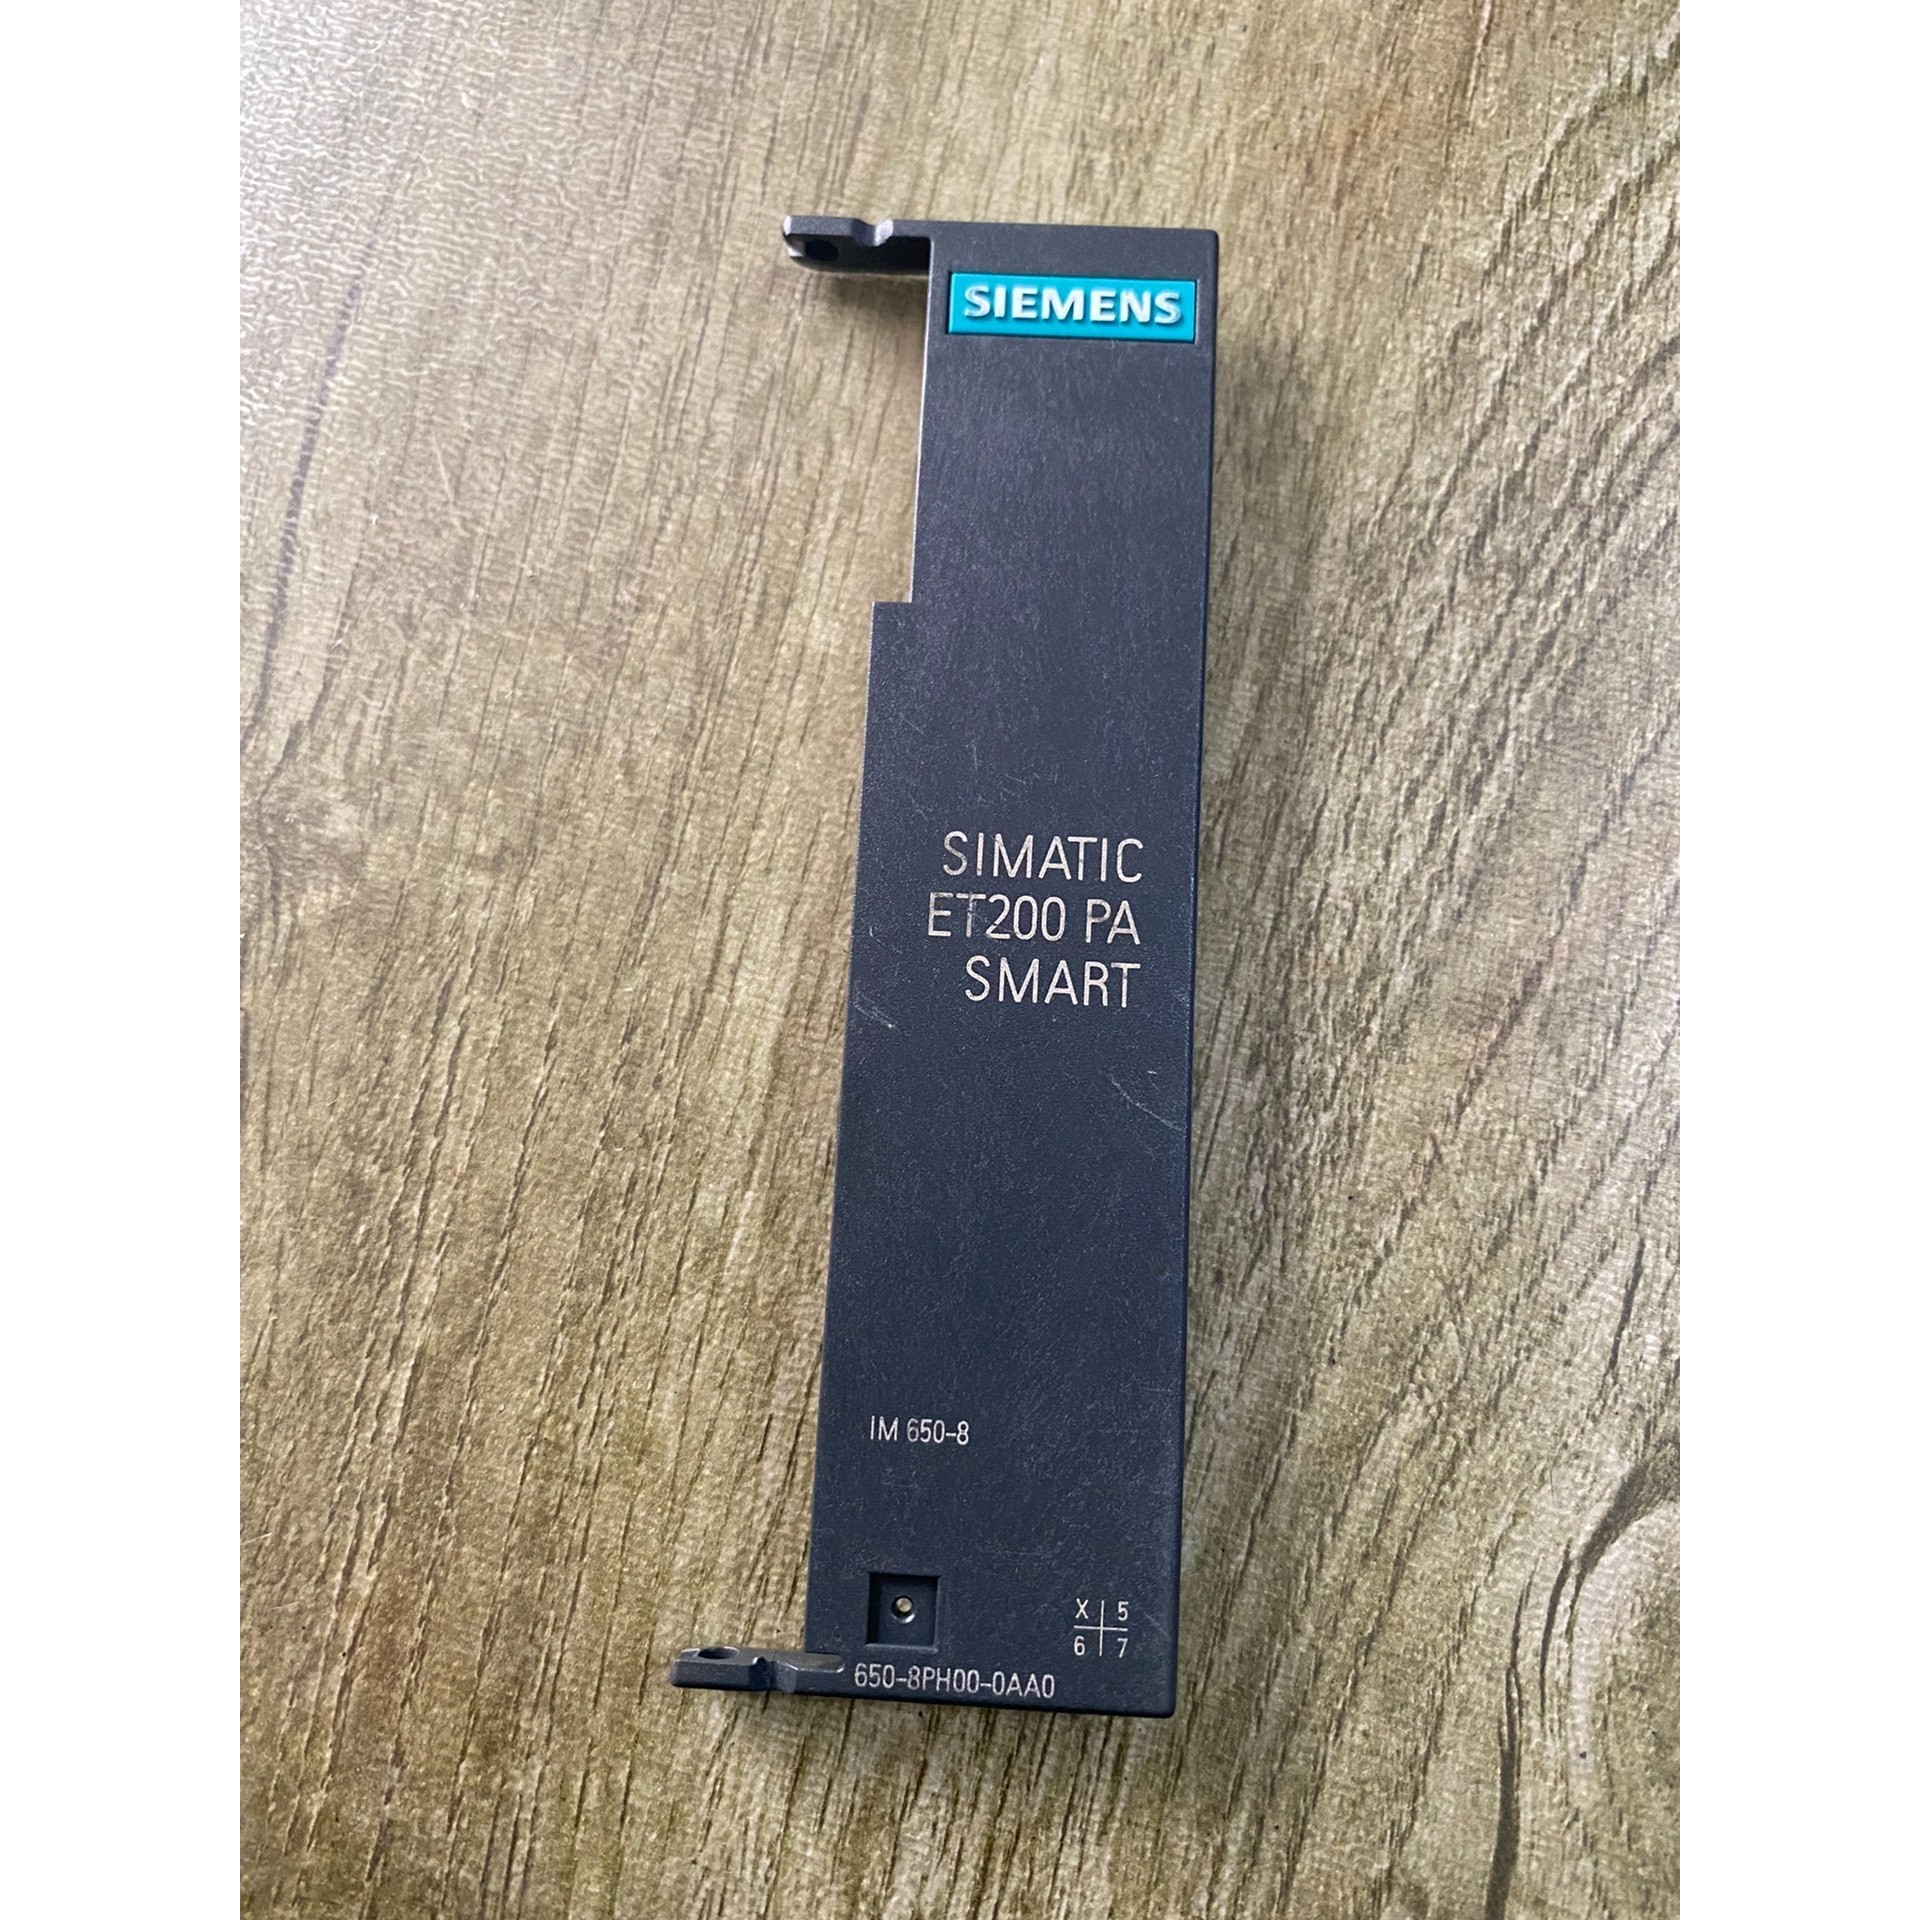 SIEMENS
SIMATIC
ET200 PA
SMART
IM 650-8
X 5
6 7
650-8PH00-0AA0